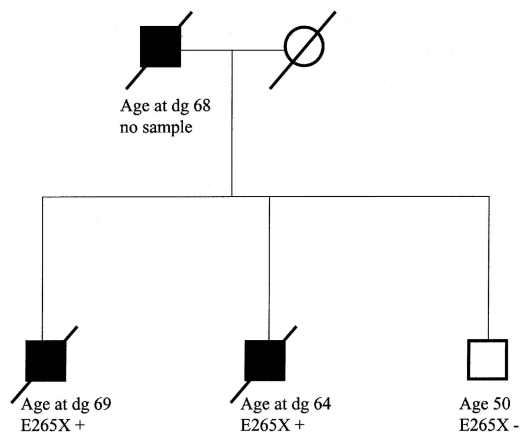 Age at dg 68
no sample
Age at dg 69
E265X +
Age at dg 64
E265X +
Age 50
E265X -